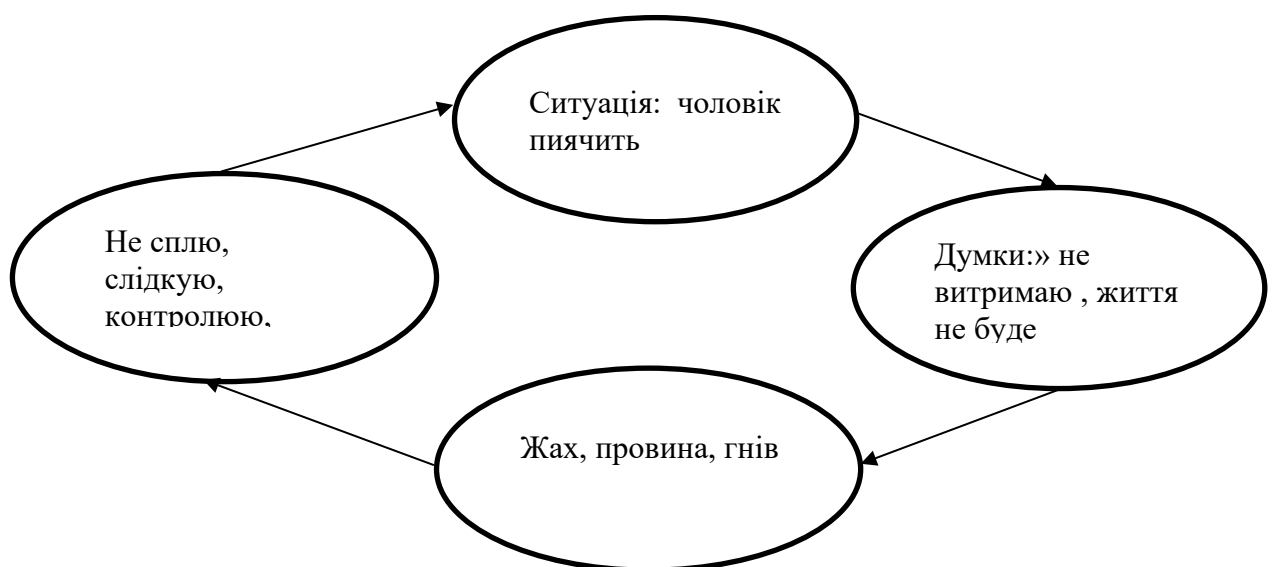 Ситуація: чоловік
пиячить
Не сплю,
слідкую,
контролюю,
Думки:» не
витримаю , життя
не буде
Жах, провина, гнів